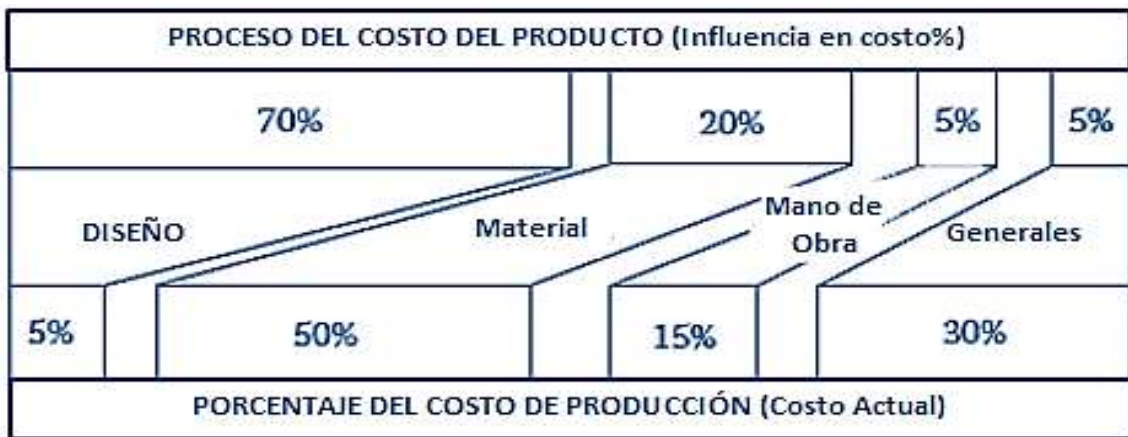 PROCESO DEL COSTO DEL PRODUCTO (Influencia en costo%)
70% 20% 5% 5%
DISEÑO Material Mano de Obra Generales
5% 50% 15% 30%
PORCENTAJE DEL COSTO DE PRODUCCIÓN (Costo Actual)